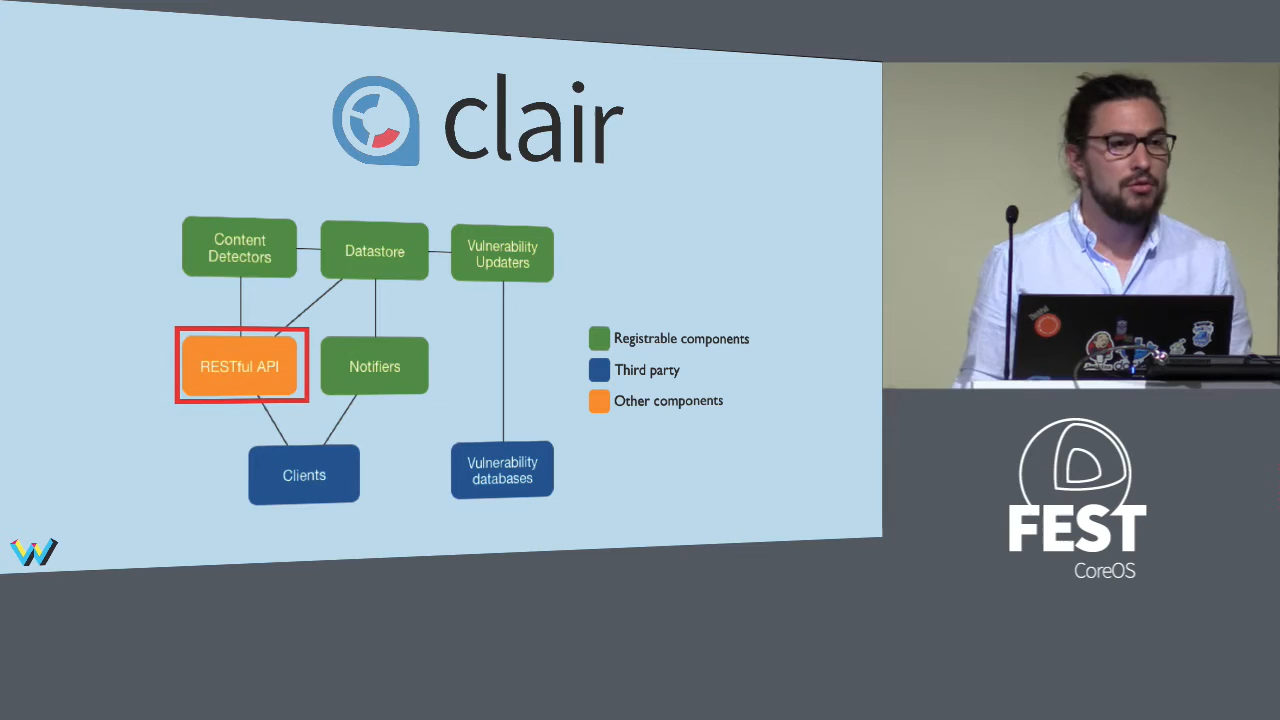 clair
Content
Detectors
Datastore
Vulnerability
Updaters
RESTful API
Notifiers
Registrable components
Third party
Other components
Clients
Vulnerability
databases
W
FEST
CoreOS